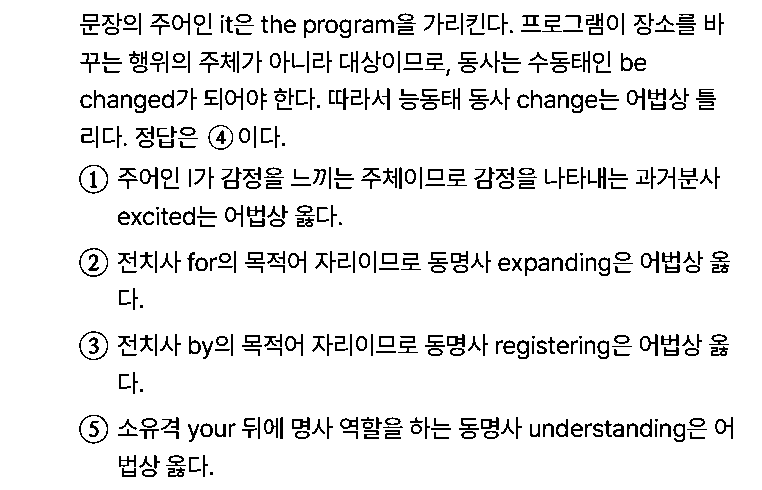 문장의 주어인 it은 the program을 가리킨다. 프로그램이 장소를 바
꾸는 행위의 주체가 아니라 대상이므로, 동사는 수동태인 be
changed가 되어야 한다. 따라서 능동태 동사 change는 어법상 틀
리다. 정답은 ④이다.
① 주어인 I가 감정을 느끼는 주체이므로 감정을 나타내는 과거분사
excited는 어법상 옳다.
② 전치사 for의 목적어 자리이므로 동명사 expanding은 어법상 옳
다.
③ 전치사 by의 목적어 자리이므로 동명사 registering은 어법상 옳
다.
⑤ 소유격 your 뒤에 명사 역할을 하는 동명사 understanding은 어
법상 옳다.